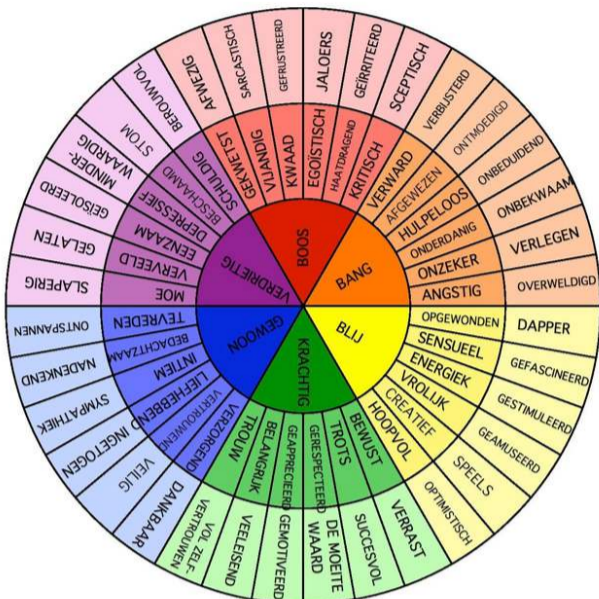 BOOS
BANG
BLIJ
KRACHTIG
GEWOON
VERDRIETIG
GEKWETST
VIJANDIG
KWAAD
EGOÏSTISCH
HAATDRAGEND
KRITISCH
VERWARD
AFGEWEZEN
HULPELOOS
ONDERDANIG
ONZEKER
ANGSTIG
OPGEWONDEN
SENSUEEL
ENERGIEK
VROLIJK
CREATIEF
HOOPVOL
BEWUST
TROTS
GERESPECTEERD
GEAPPRECIEERD
BELANGRIJK
TROUW
VERZORGEND
VERTROUWEND
LIEFHEBBEND
INTIEM
BEDACHTZAAM
TEVREDEN
MOE
VERVEELD
EENZAAM
DEPRESSIEF
BESCHAAMD
SCHULDIG
AFWEZIG
SARCASTISCH
GEFRUSTREERD
JALOERS
GEÏRRITEERD
SCEPTISCH
VERBIJSTERD
ONTMOEDIGD
ONBEDUIDEND
ONBEKWAAM
VERLEGEN
OVERWELDIGD
DAPPER
GEFASCINEERD
GESTIMULEERD
GEAMUSEERD
SPEELS
OPTIMISTISCH
VERRAST
SUCCESVOL
DE MOEITE
WAARD
GEMOTIVEERD
VEELEISEND
VOL ZELF-
VERTROUWEN
DANKBAAR
VEILIG
INGETOGEN
SYMPATHIEK
NADENKEND
ONTSPANNEN
SLAPERIG
GELATEN
GEÏSOLEERD
MINDER-
WAARDIG
STOM
BEROUWVOL